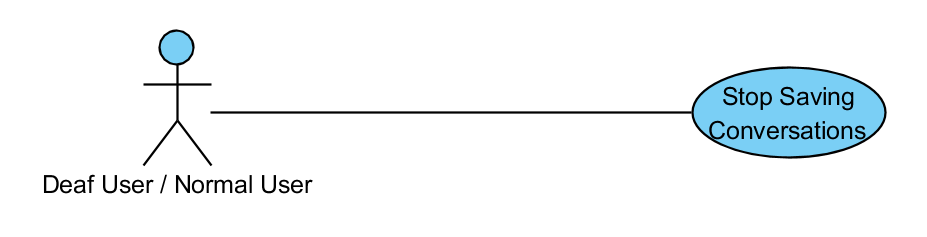 Stop Saving
Conversations
Deaf User / Normal User